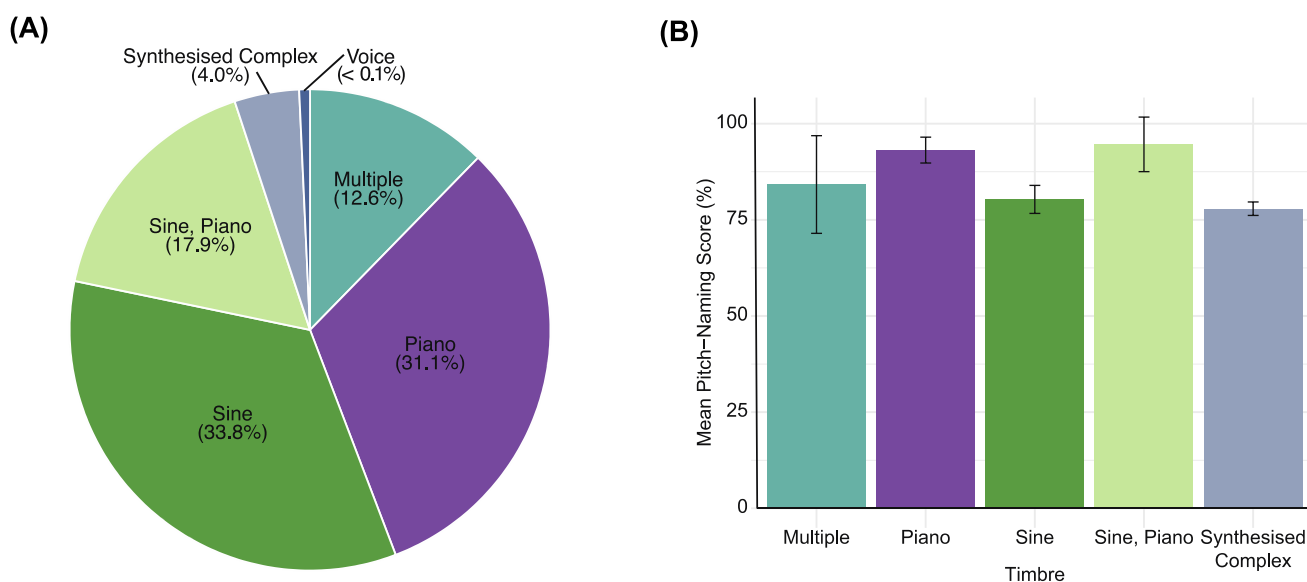 (A)
Synthesised Complex
(4.0%)
Voice
(< 0.1%)
Multiple
(12.6%)
Sine, Piano
(17.9%)
Piano
(31.1%)
Sine
(33.8%)
(B)
Mean Pitch–Naming Score (%)
100
75
50
25
0
Multiple
Piano
Sine
Sine, Piano
Synthesised
Complex
Timbre